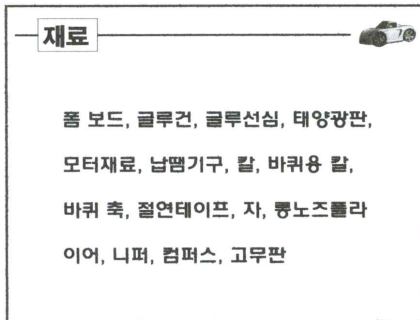 재료
폼 보드, 글루건, 글루선심, 태양광판,
모터재료, 납땜기구, 칼, 바퀴용 칼,
바퀴 축, 절연테이프, 자, 롱노즈플라
이어, 니퍼, 컴퍼스, 고무판